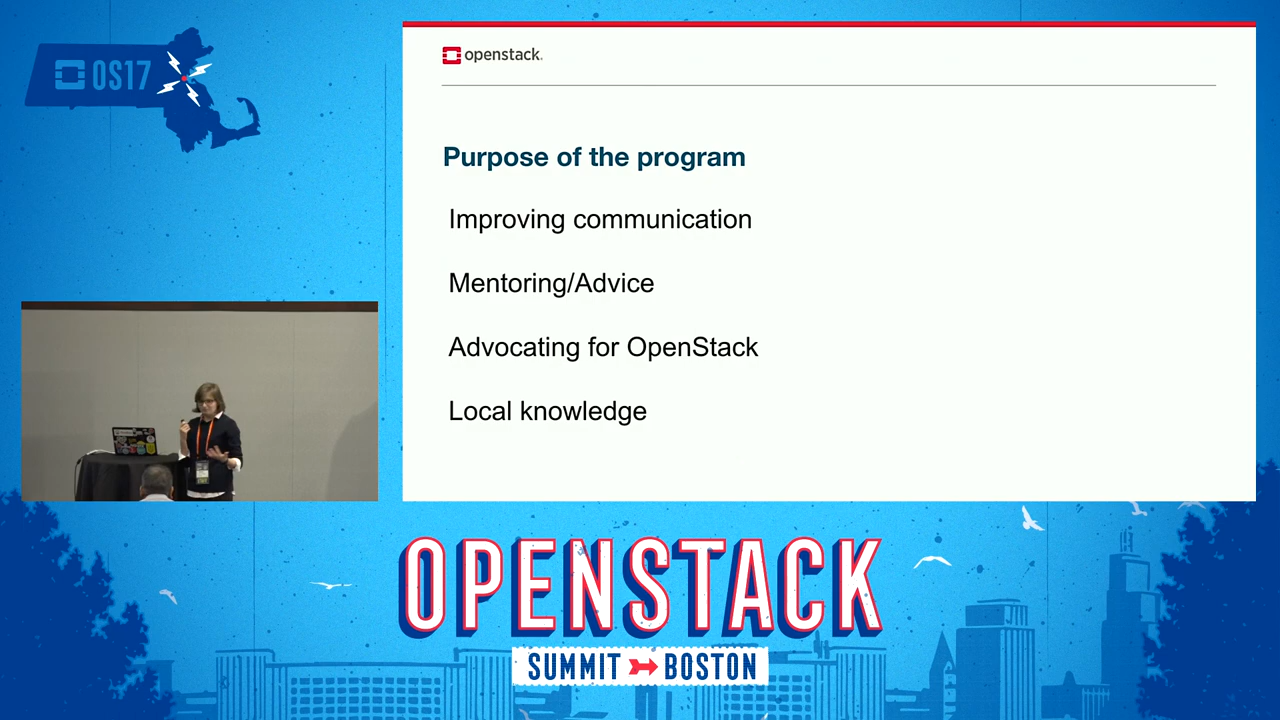 OS17
openstack.
Purpose of the program
Improving communication
Mentoring/Advice
Advocating for OpenStack
Local knowledge
OPENSTACK
SUMMIT BOSTON